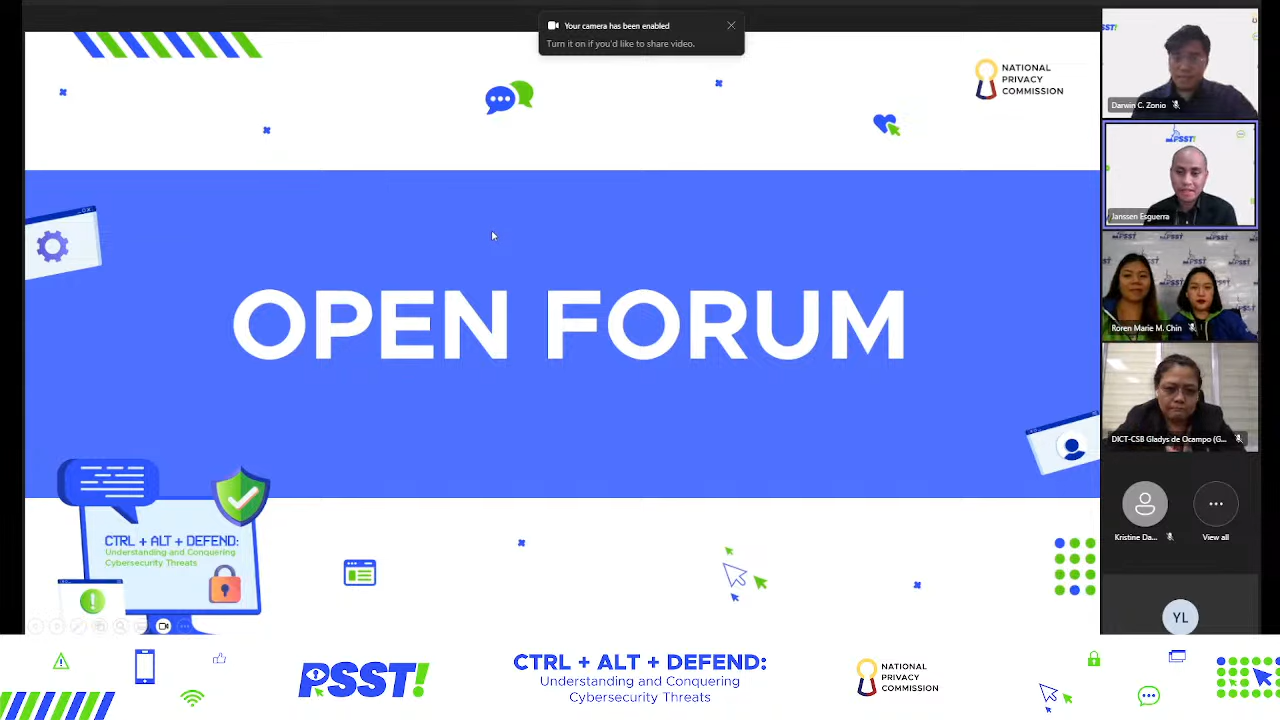 Your camera has been enabled
Turn it on if you'd like to share video.
NATIONAL
PRIVACY
COMMISSION
OPEN FORUM
CTRL + ALT + DEFEND:
Understanding and Conquering
Cybersecurity Threats
PSST!
CTRL + ALT + DEFEND:
Understanding and Conquering
Cybersecurity Threats
NATIONAL
PRIVACY
COMMISSION
Darwin C. Zonio
PSST!
Janssen Esguerra
PSST
Roren Marie M. Chin
DICT-CSB Gladys de Ocampo (G...
Kristine Da...
View all
YL